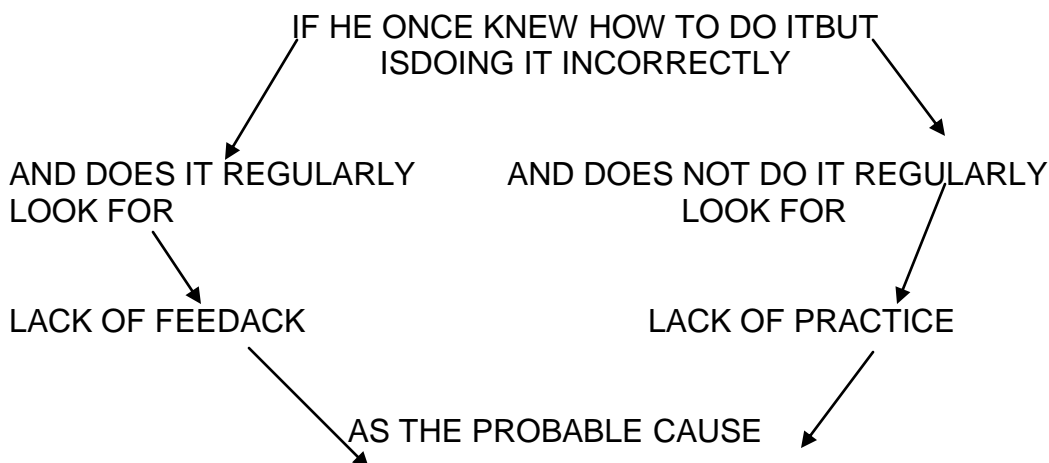 IF HE ONCE KNEW HOW TO DO ITBUT
ISDOING IT INCORRECTLY
AND DOES IT REGULARLY
LOOK FOR
AND DOES NOT DO IT REGULARLY
LOOK FOR
LACK OF FEEDACK
LACK OF PRACTICE
AS THE PROBABLE CAUSE